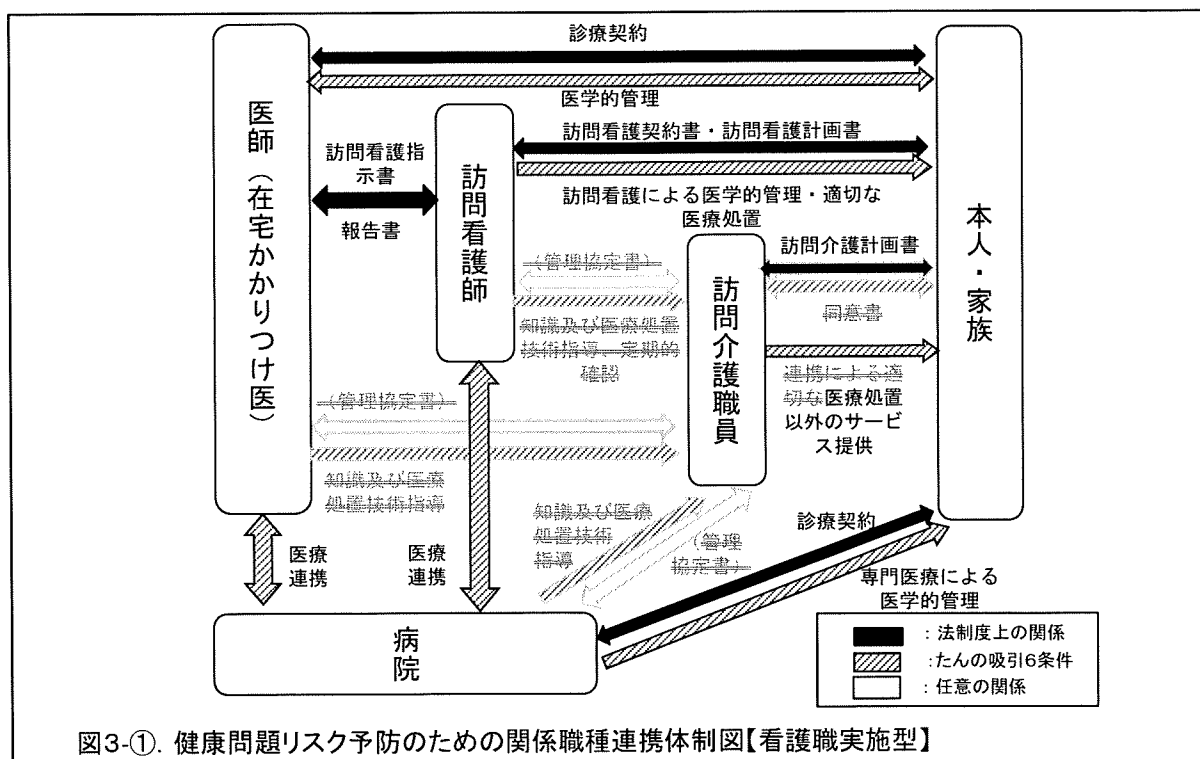 診療契約
医学的管理
医師（在宅かかりつけ医）
訪問看護指
示書
報告書
訪問看護師
訪問看護契約書・訪問看護計画書
訪問看護による医学的管理・適切な
医療処置
本人・家族
（管理協定書）
知識及び医療処置
技術指導、定期的
確認
訪問介護職員
訪問介護計画書
同意書
連携による適
切な医療処置
以外のサービ
ス提供
（管理協定書）
知識及び医療
処置技術指導
知識及び医療
処置技術
指導
（管理
協定書）
医療
連携
医療
連携
診療契約
専門医療による
医学的管理
病院
：法制度上の関係
：たんの吸引6条件
：任意の関係
図3-①. 健康問題リスク予防のための関係職種連携体制図【看護職実施型】